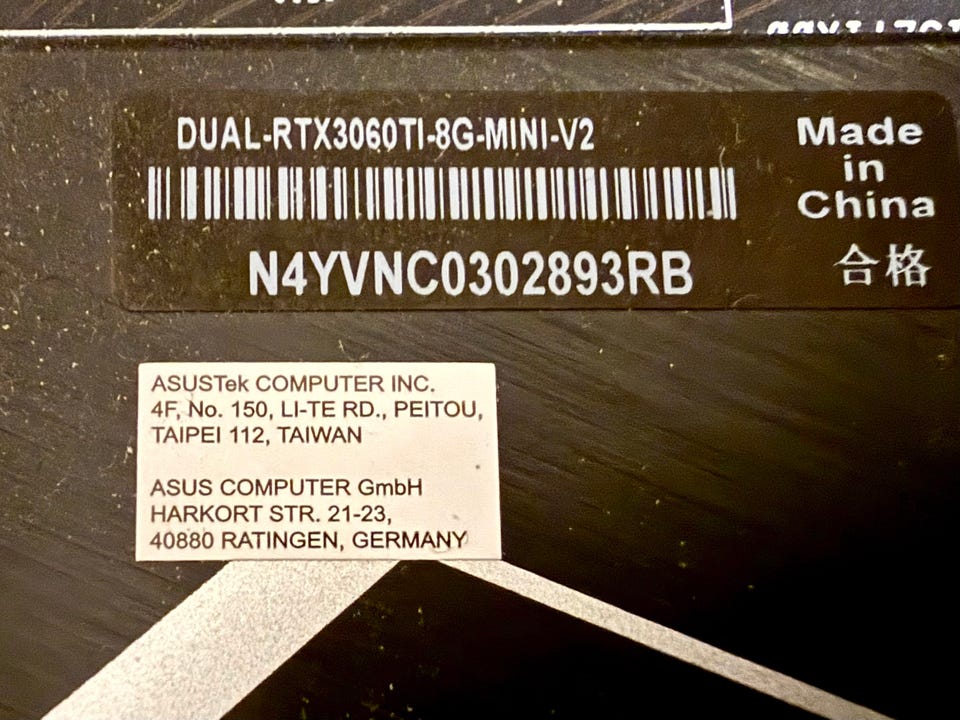 DUAL-RTX3060TI-8G-MINI-V2
N4YVNC0302893RB
Made
in
China
合格
ASUSTek COMPUTER INC.
4F, No. 150, LI-TE RD., PEITOU,
TAIPEI 112, TAIWAN
ASUS COMPUTER GmbH
HARKORT STR. 21-23,
40880 RATINGEN, GERMANY